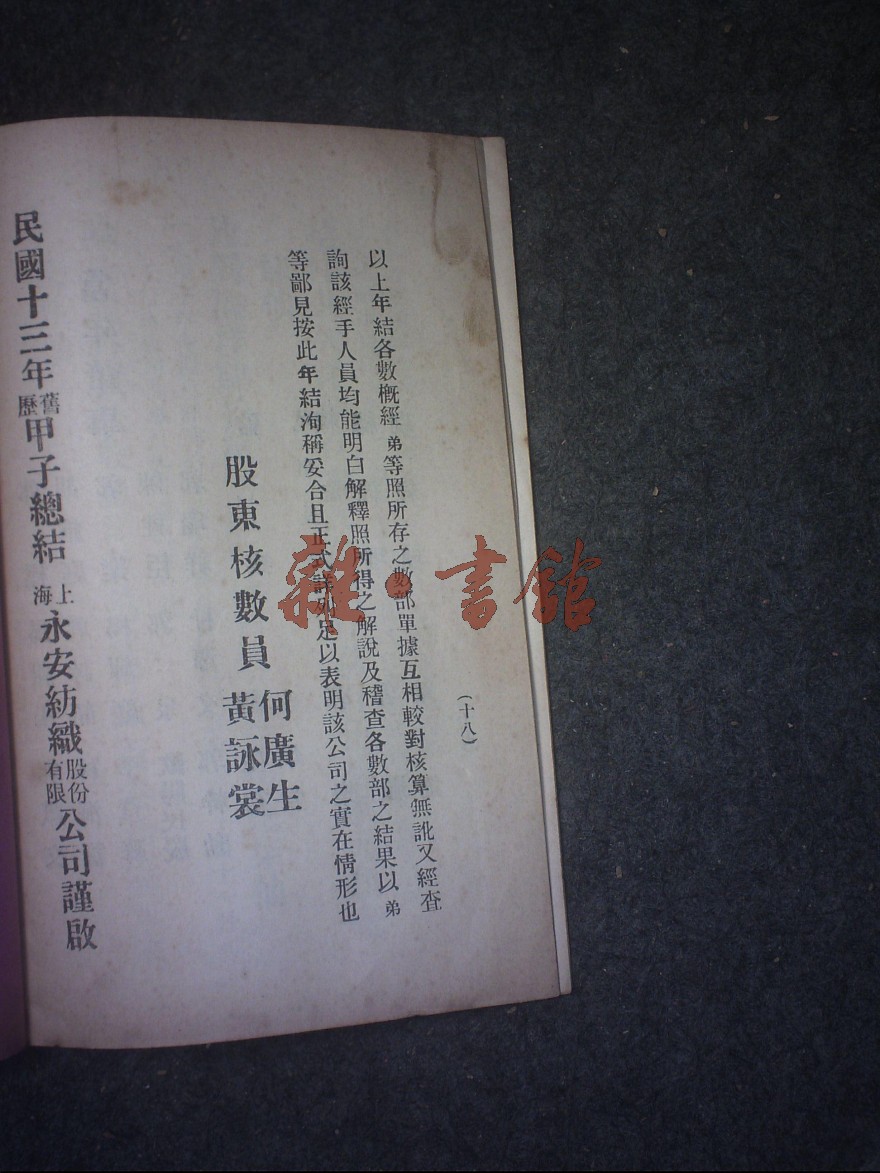 (十八)
以上年結各數概經弟等照所存之數部單據互相較對核算無訛又經査
詢該經手人員均能明白解釋照所得之解說及稽查各數部之結果以弟
等鄙見按此年結洵稱妥合且正式詳列足以表明該公司之實在情形也
股東核數員
何廣生
黃詠裳
民國十三年舊歷甲子總結 上海永安紡織股份有限公司謹啟
雜·書館